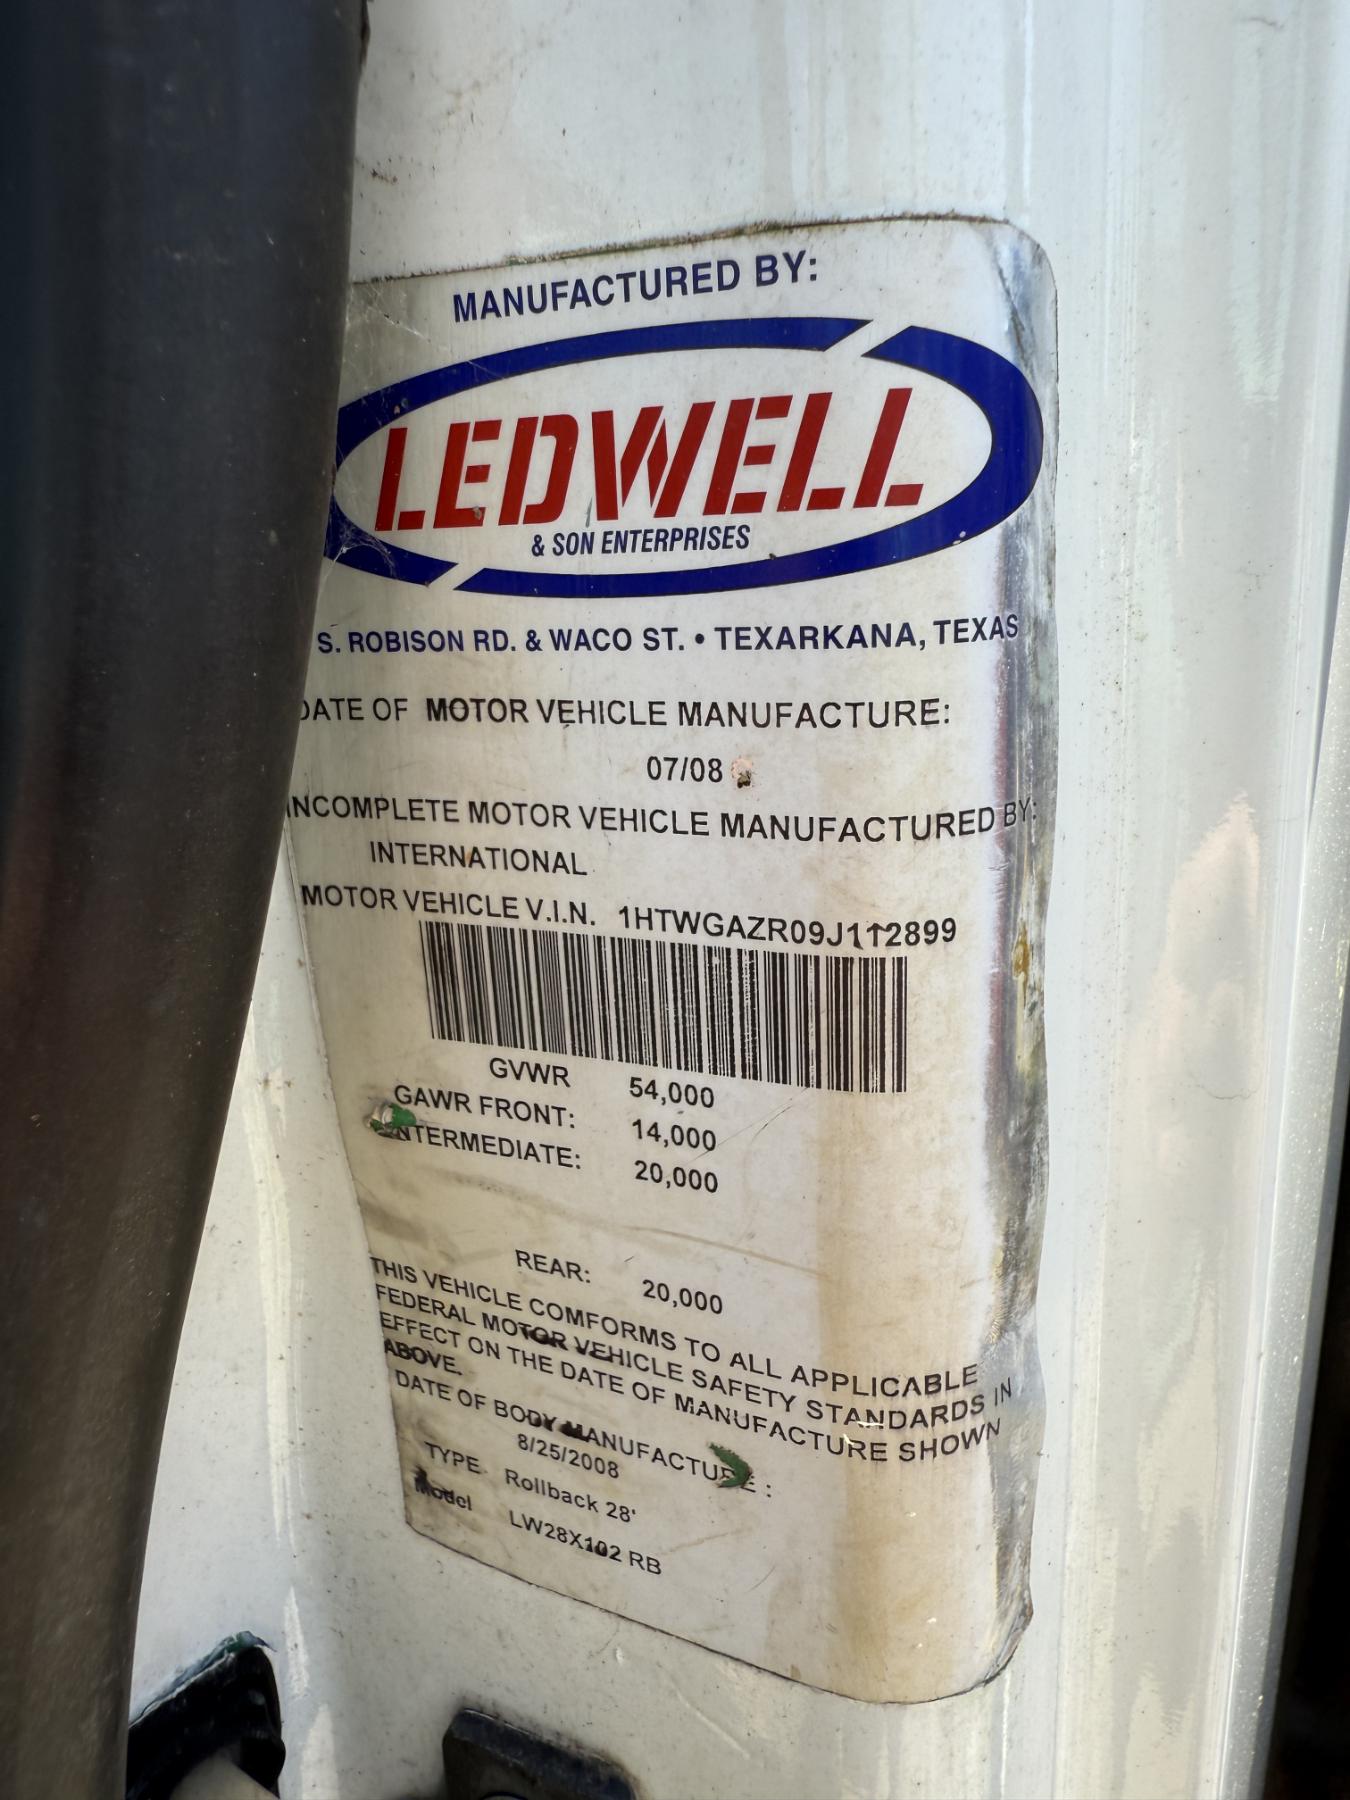 MANUFACTURED BY:
LEDWELL
& SON ENTERPRISES
S. ROBISON RD. & WACO ST. • TEXARKANA, TEXAS
DATE OF MOTOR VEHICLE MANUFACTURE:
07/08
INCOMPLETE MOTOR VEHICLE MANUFACTURED BY:
INTERNATIONAL
MOTOR VEHICLE V.I.N. 1HTWGAZR09J112899
GVWR 54,000
GAWR FRONT: 14,000
INTERMEDIATE: 20,000
REAR: 20,000
THIS VEHICLE COMFORMS TO ALL APPLICABLE
FEDERAL MOTOR VEHICLE SAFETY STANDARDS IN
EFFECT ON THE DATE OF MANUFACTURE SHOWN
ABOVE.
DATE OF BODY MANUFACTURE :
8/25/2008
TYPE Rollback 28'
Model LW28X102 RB